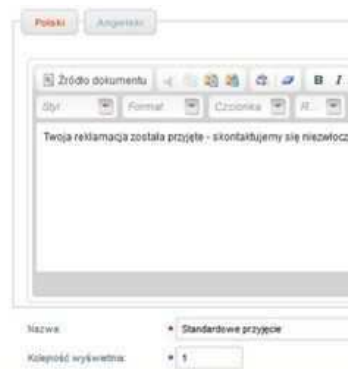 Polski Angielski
Źródło dokumentu B I
Styl Format Czcionka R
Twoja reklamacja została przyjęte - skontaktujemy się niezwłocz
Nazwa: Standardowe przyjęcie
Kolejność wyświetlnia: 1